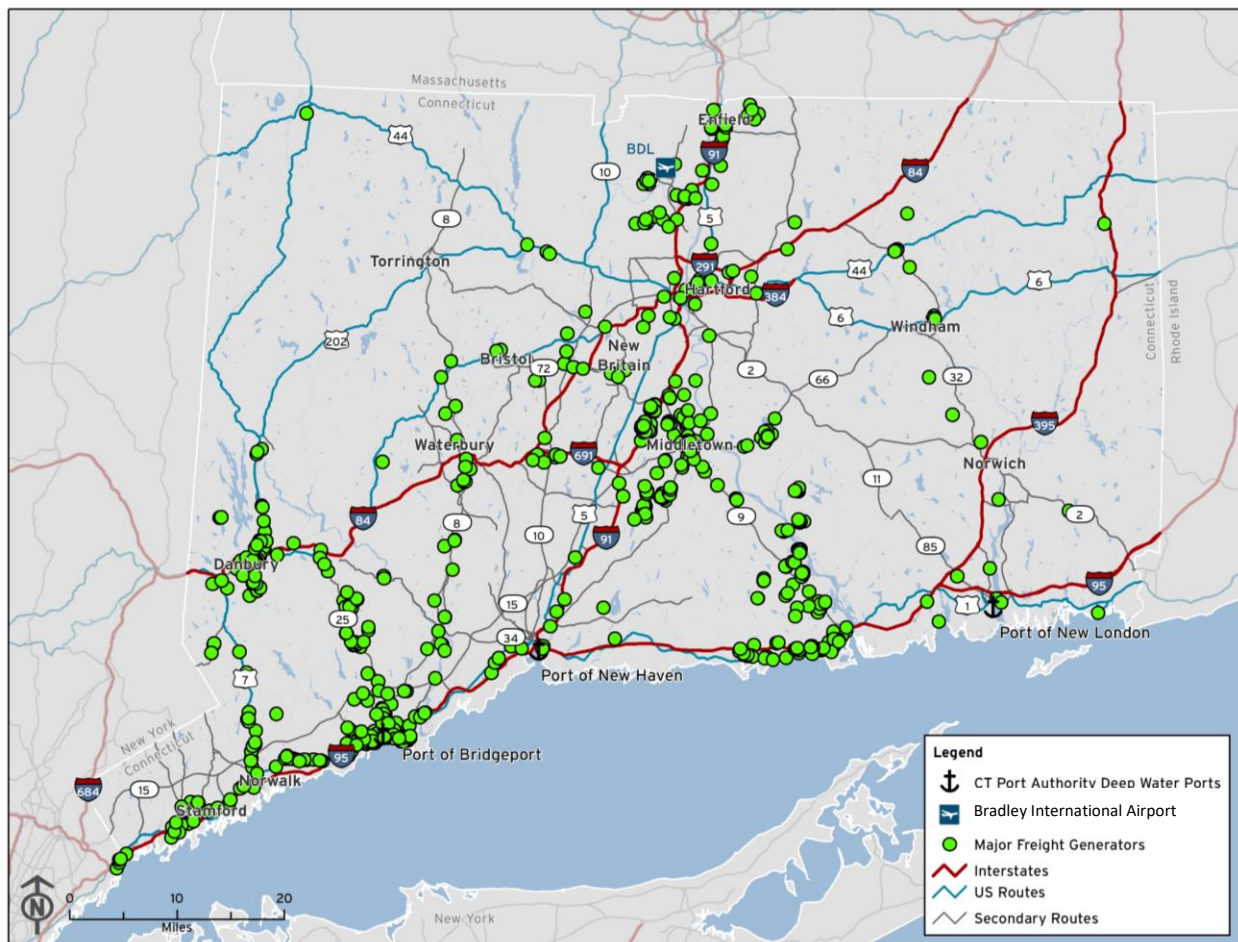 Massachusetts
Connecticut
44
Enfield
91
BDL
10
84
8
5
Torrington
291
44
Hartford
384
6
6
Connecticut
Rhode Island
202
Windham
Bristol
New
Britain
72
2
66
32
395
Waterbury
691
Middletown
Norwich
11
84
8
10
5
91
9
2
85
Danbury
95
15
1
25
34
Port of New London
Port of New Haven
7
New York
Connecticut
95
Port of Bridgeport
Norwalk
684
15
Stamford
Legend
CT Port Authority Deep Water Ports
Bradley International Airport
Major Freight Generators
Interstates
US Routes
Secondary Routes
N
0
10
20
Miles
New York